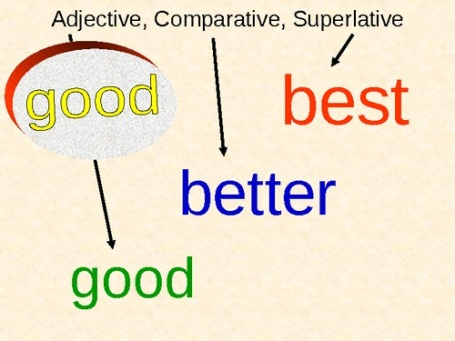 Adjective, Comparative, Superlative
good
best
better
good